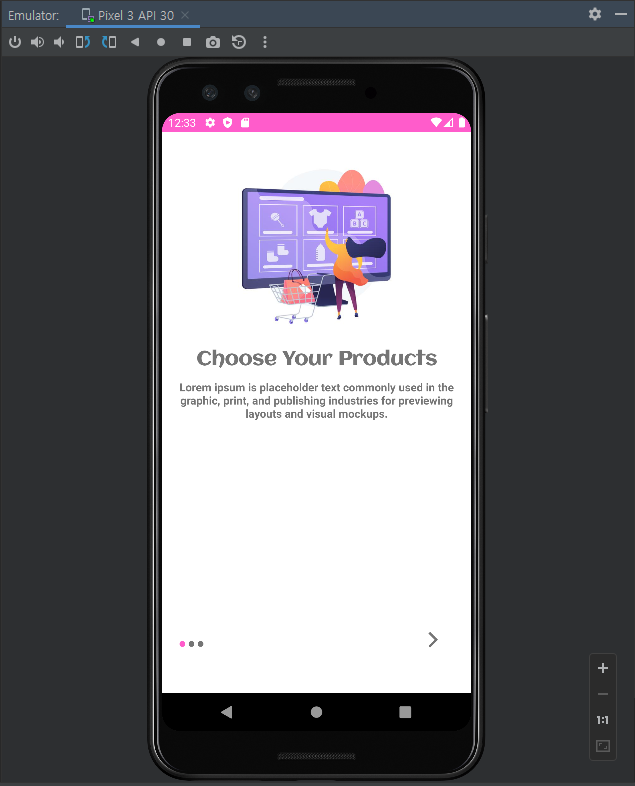 Emulator: Pixel 3 API 30
12:33
A
B C
Choose Your Products
Lorem ipsum is placeholder text commonly used in the
graphic, print, and publishing industries for previewing
layouts and visual mockups.
1:1